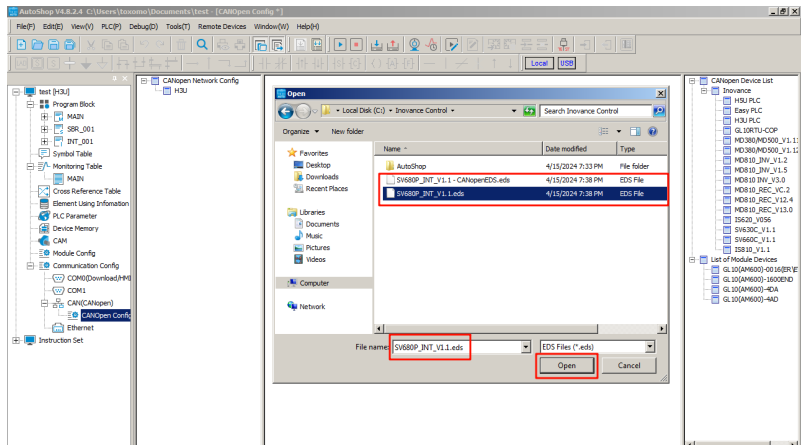 AutoShop V4.8.2.4 C:\Users\toxomo\Documents\test - [CANOpen Config *]
File(F) Edit(E) View(V) PLC(P) Debug(D) Tools(T) Remote Devices Window(W) Help(H)
Local USB
test [H3U]
Program Block
MAIN
SBR_001
INT_001
Symbol Table
Monitoring Table
MAIN
Cross Reference Table
Element Using Infomation
PLC Parameter
Device Memory
CAM
Module Config
Communication Config
COM0(Download/HMI
COM1
CAN(CANopen)
CANOpen Config
Ethernet
Instruction Set
CANopen Network Config
H3U
Open
Local Disk (C:) Inovance Control
Search Inovance Control
Organize New folder
Favorites
Desktop
Downloads
Recent Places
Libraries
Documents
Music
Pictures
Videos
Computer
Network
Name Date modified Type
AutoShop 4/15/2024 7:33 PM File folder
SV680P_INT_V1.1 - CANopenEDS.eds 4/15/2024 7:38 PM EDS File
SV680P_INT_V1.1.eds 4/15/2024 7:38 PM EDS File
File name: SV680P_INT_V1.1.eds EDS Files (*.eds)
Open Cancel
CANopen Device List
Inovance
H5U PLC
Easy PLC
H3U PLC
GL10RTU-COP
MD380/MD500_V1.1
MD380/MD500_V1.12
MD810_INV_V1.2
MD810_INV_V1.5
MD810 INV_V3.0
MD810_REC_VC.2
MD810_REC_V12.4
MD810_REC_V13.0
IS620_V056
SV630C_V1.1
SV660C_V1.1
IS810_V1.1
List of Module Devices
GL10(AM600)-0016(ER\E
GL10(AM600)-1600END
GL10(AM600)-4DA
GL10(AM600)-4AD